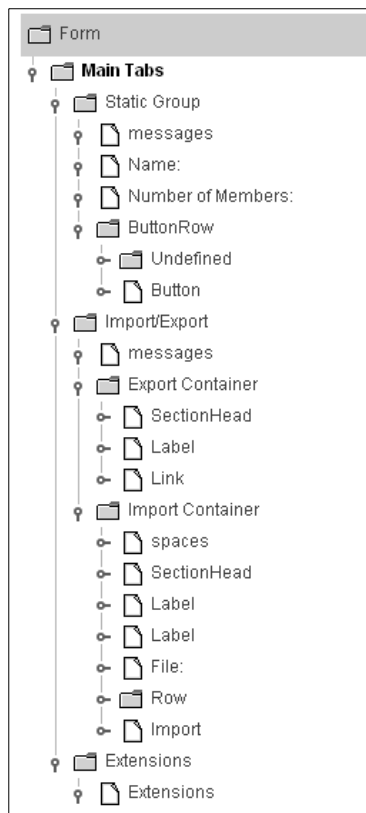 Form
Main Tabs
Static Group
messages
Name:
Number of Members:
ButtonRow
Undefined
Button
Import/Export
messages
Export Container
SectionHead
Label
Link
Import Container
spaces
SectionHead
Label
Label
File:
Row
Import
Extensions
Extensions